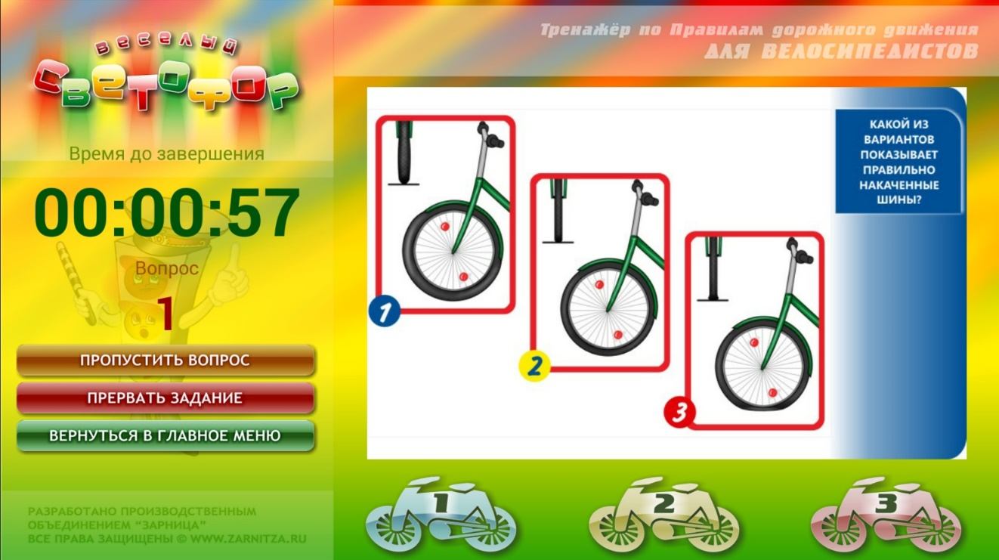 ВЕСЕЛЫЙ
СВЕТОФОР
Время до завершения
00:00:57
Вопрос
1
ПРОПУСТИТЬ ВОПРОС
ПРЕРВАТЬ ЗАДАНИЕ
ВЕРНУТЬСЯ В ГЛАВНОЕ МЕНЮ
РАЗРАБОТАНО ПРОИЗВОДСТВЕННЫМ
ОБЪЕДИНЕНИЕМ "ЗАРНИЦА"
ВСЕ ПРАВА ЗАЩИЩЕНЫ © WWW.ZARNITZA.RU
Тренажёр по Правилам дорожного движения
ДЛЯ ВЕЛОСИПЕДИСТОВ
КАКОЙ ИЗ
ВАРИАНТОВ
ПОКАЗЫВАЕТ
ПРАВИЛЬНО
НАКАЧЕННЫЕ
ШИНЫ?
1
2
3
1
2
3